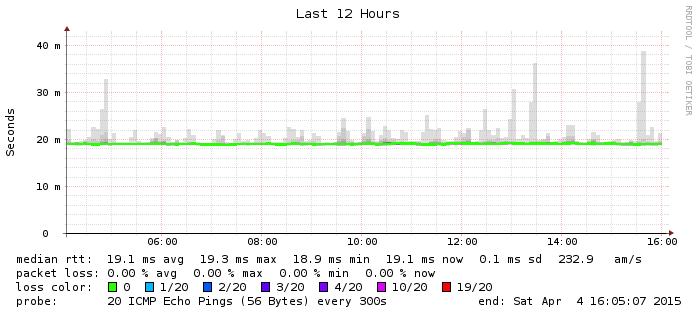 Last 12 Hours
RRDTOOL / TOBI OETIKER
Seconds
40 m
30 m
20 m
10 m
0
06:00 08:00 10:00 12:00 14:00 16:00
median rtt: 19.1 ms avg 19.3 ms max 18.9 ms min 19.1 ms now 0.1 ms sd 232.9 am/s
packet loss: 0.00 % avg 0.00 % max 0.00 % min 0.00 % now
loss color: 0 1/20 2/20 3/20 4/20 10/20 19/20
probe: 20 ICMP Echo Pings (56 Bytes) every 300s end: Sat Apr 4 16:05:07 2015